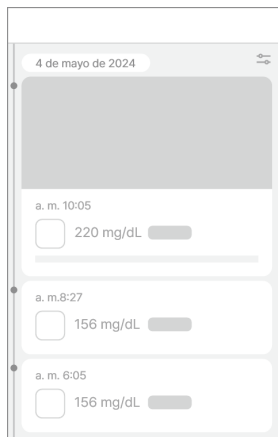 4 de mayo de 2024
a. m. 10:05
220 mg/dL
a. m.8:27
156 mg/dL
a. m. 6:05
156 mg/dL